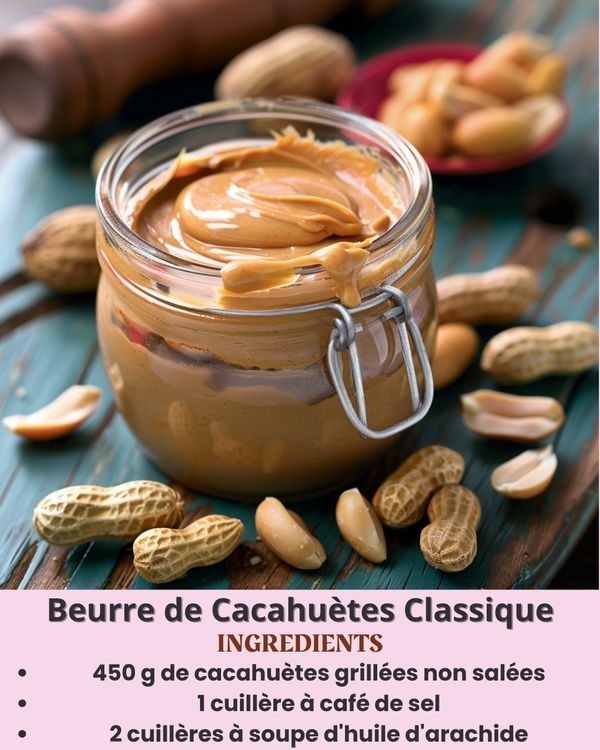 Beurre de Cacahuètes Classique
INGREDIENTS
• 450 g de cacahuètes grillées non salées
• 1 cuillère à café de sel
• 2 cuillères à soupe d'huile d'arachide